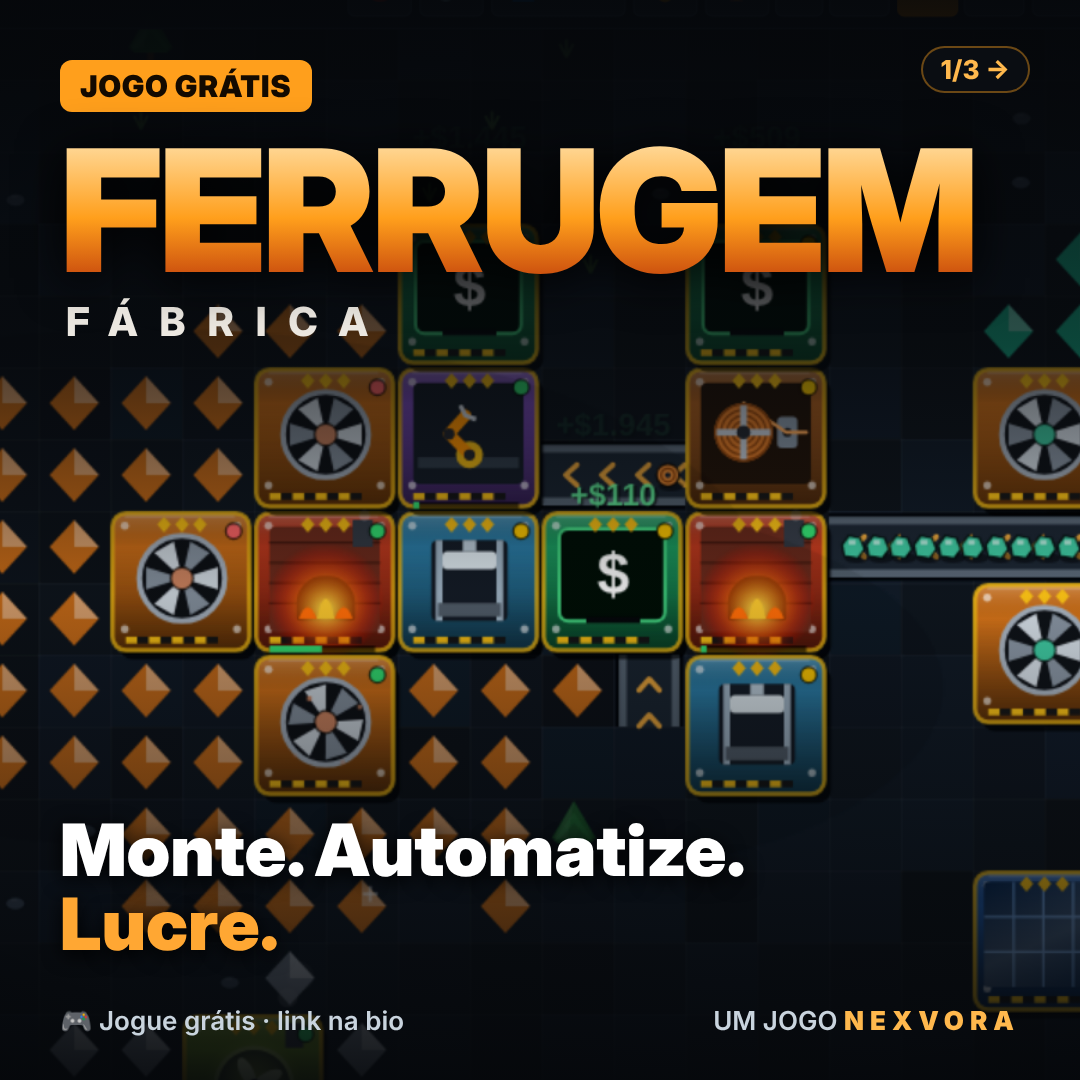 JOGO GRÁTIS
1/3 →
FERRUGEM
FÁBRICA
$ $
+$1.945
+$110
$
Monte. Automatize.
Lucre.
🎮 Jogue grátis · link na bio
UM JOGO NEXVORA